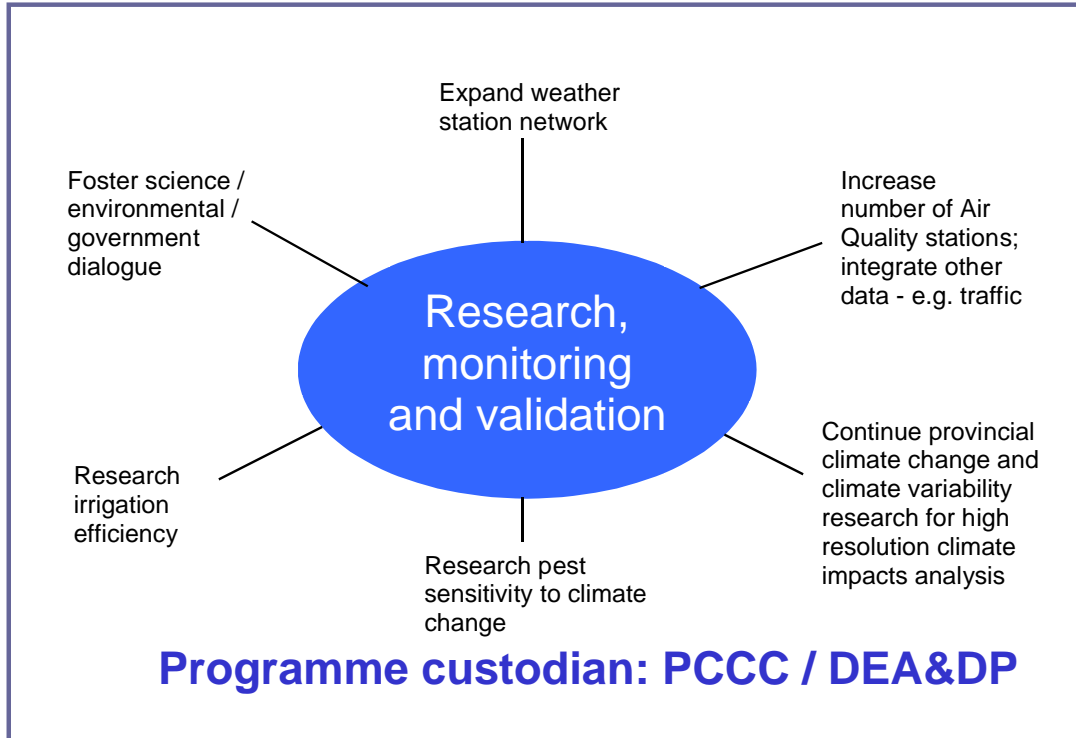 Expand weather
station network
Foster science /
environmental /
government
dialogue
Increase
number of Air
Quality stations;
integrate other
data - e.g. traffic
Research,
monitoring
and validation
Research
irrigation
efficiency
Continue provincial
climate change and
climate variability
research for high
resolution climate
impacts analysis
Research pest
sensitivity to climate
change
Programme custodian: PCCC / DEA&DP